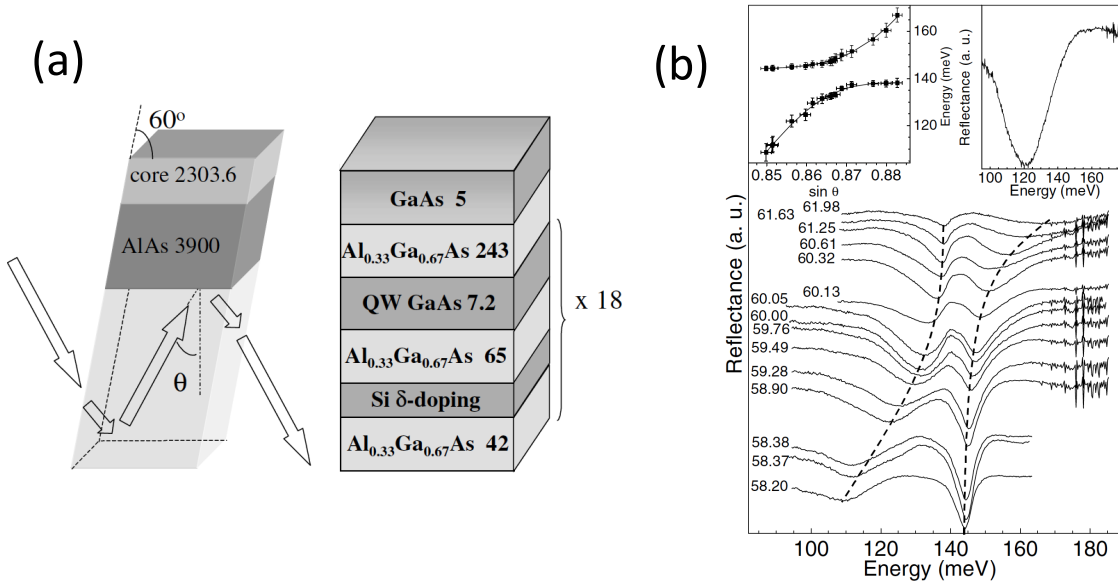 (a)
60º
core 2303.6
AlAs 3900
θ
GaAs 5
Al0.33Ga0.67As 243
QW GaAs 7.2
Al0.33Ga0.67As 65
Si δ-doping
Al0.33Ga0.67As 42
x 18
(b)
160
140
120
Energy (meV)
0.85 0.86 0.87 0.88
sin θ
Reflectance (a. u.)
100 120 140 160
Energy (meV)
Reflectance (a. u.)
61.98
61.63
61.25
60.61
60.32
60.13
60.05
60.00
59.76
59.49
59.28
58.90
58.38
58.37
58.20
100 120 140 160 180
Energy (meV)